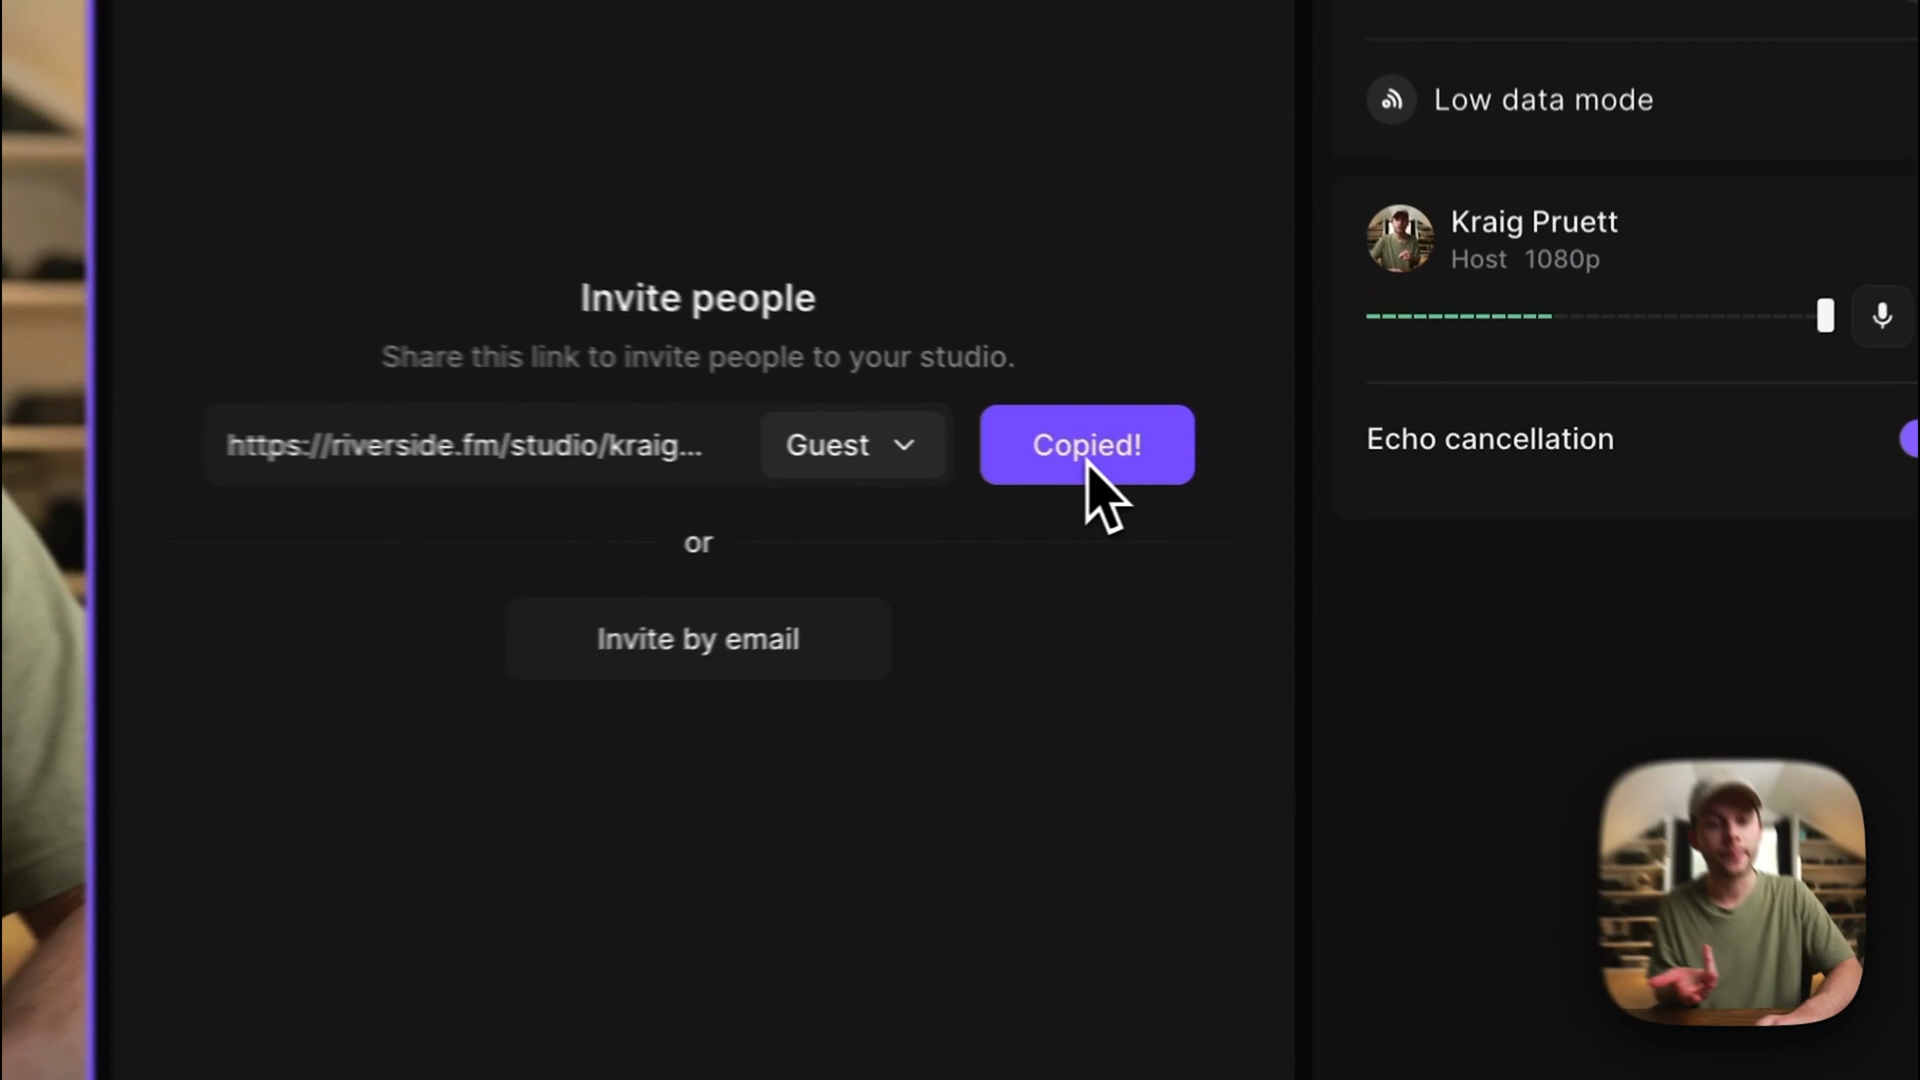 Invite people
Share this link to invite people to your studio.
https://riverside.fm/studio/kraig...
Guest
Copied!
or
Invite by email
Low data mode
Kraig Pruett
Host 1080p
Echo cancellation